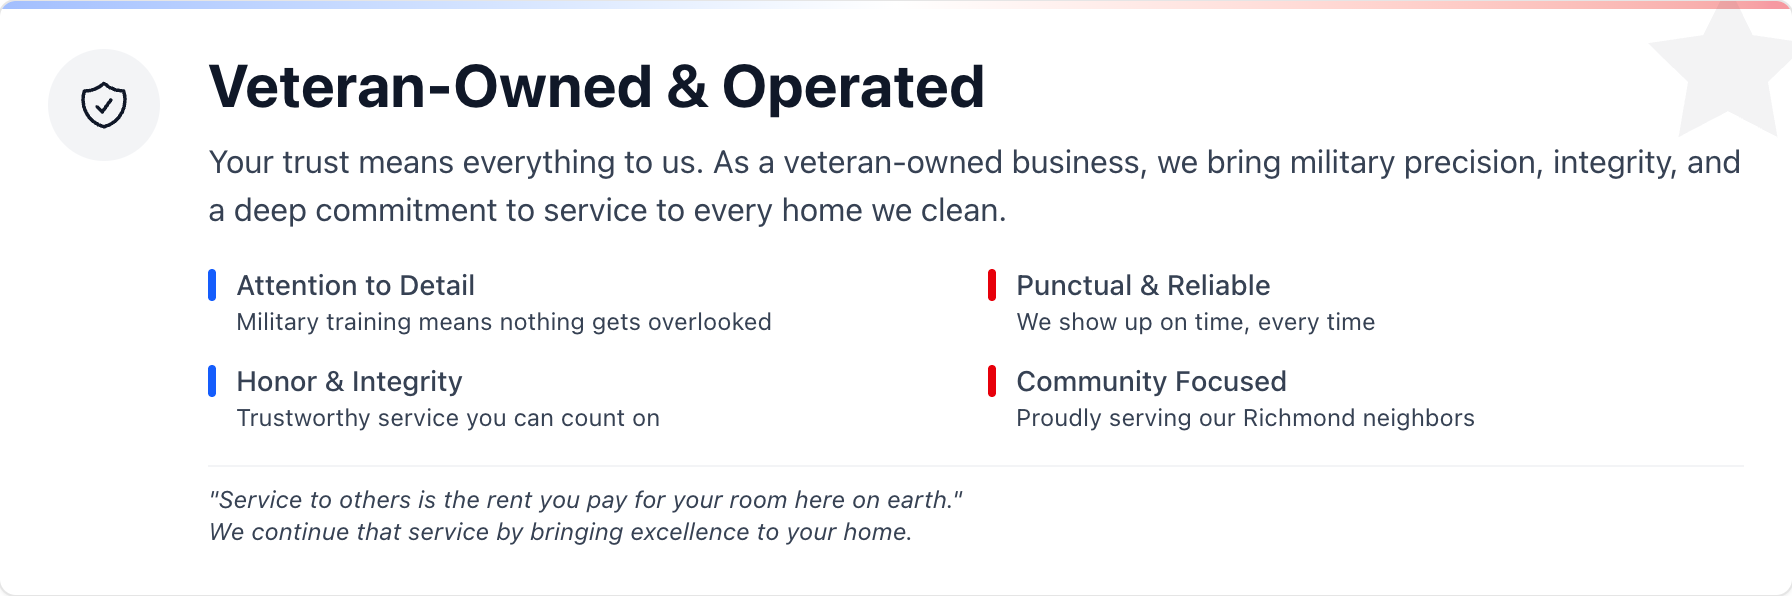 Veteran-Owned & Operated
Your trust means everything to us. As a veteran-owned business, we bring military precision, integrity, and
a deep commitment to service to every home we clean.
Attention to Detail
Military training means nothing gets overlooked
Punctual & Reliable
We show up on time, every time
Honor & Integrity
Trustworthy service you can count on
Community Focused
Proudly serving our Richmond neighbors
"Service to others is the rent you pay for your room here on earth."
We continue that service by bringing excellence to your home.